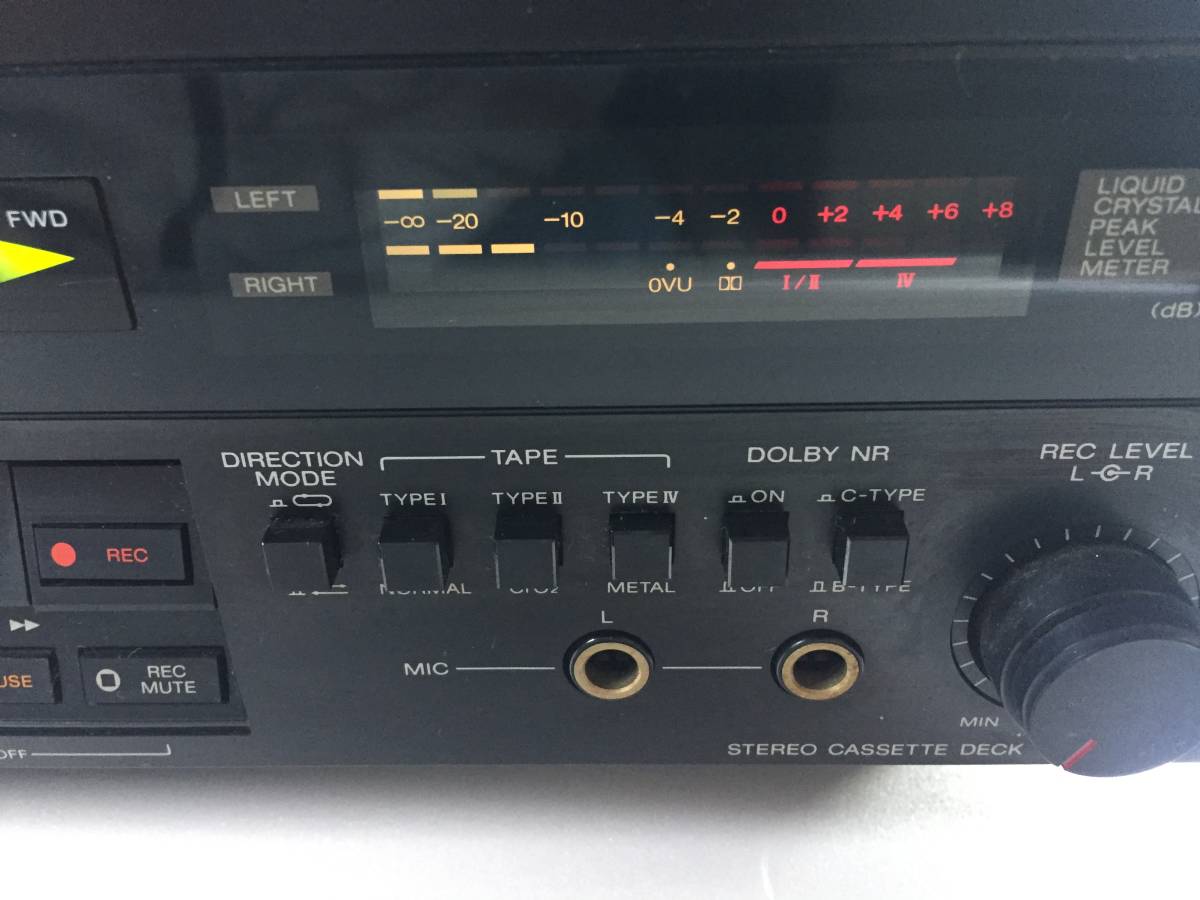 FWD
LEFT
-∞ -20 -10 -4 -2 0 +2 +4 +6 +8
RIGHT
0VU I/II IV
LIQUID
CRYSTAL
PEAK
LEVEL
METER
(dB)
DIRECTION
MODE
TAPE
TYPE I TYPE II TYPE IV
NORMAL CrO₂ METAL
DOLBY NR
ON C-TYPE
OFF B-TYPE
REC LEVEL
L R
REC
REC
MUTE
MIC
L R
MIN
STEREO CASSETTE DECK
OFF